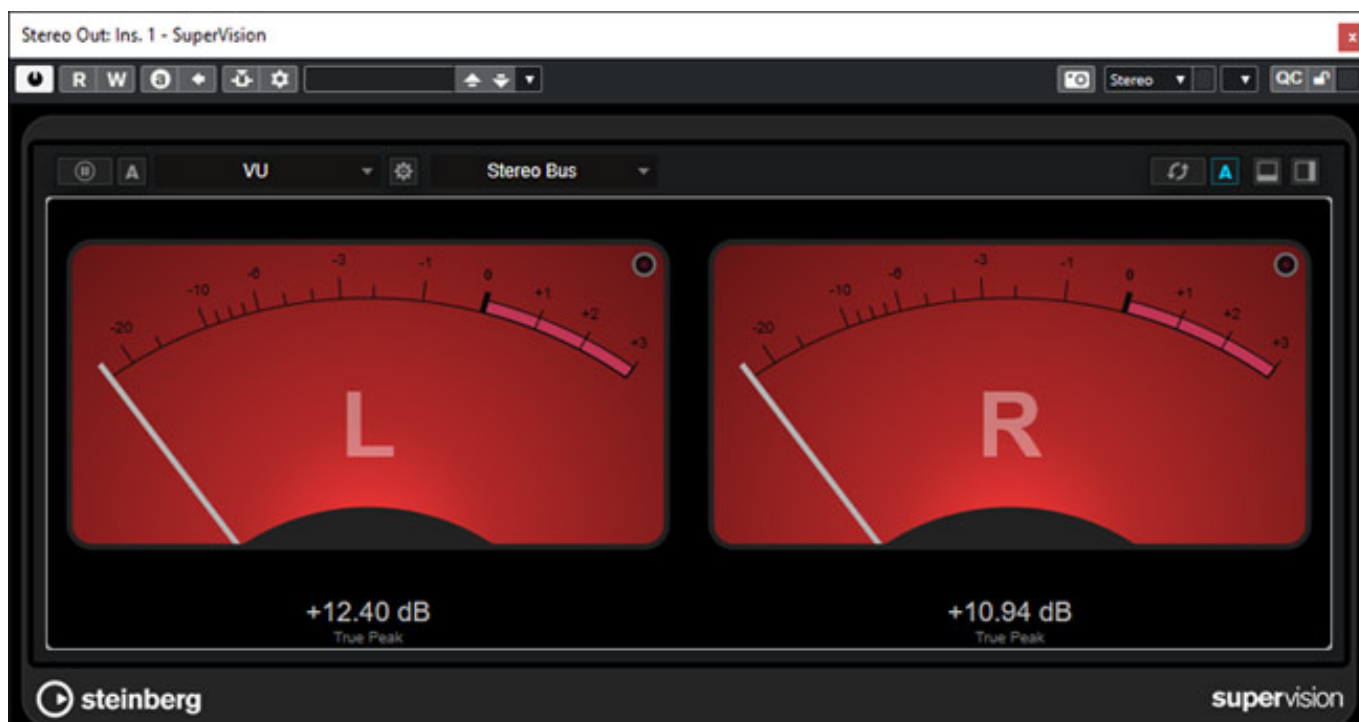 Stereo Out: Ins. 1 - SuperVision
x
R W a Stereo QC
A VU Stereo Bus A
-20 -10 -6 -3 -1 0 +1 +2 +3
L
-20 -10 -6 -3 -1 0 +1 +2 +3
R
+12.40 dB
True Peak
+10.94 dB
True Peak
steinberg
supervision